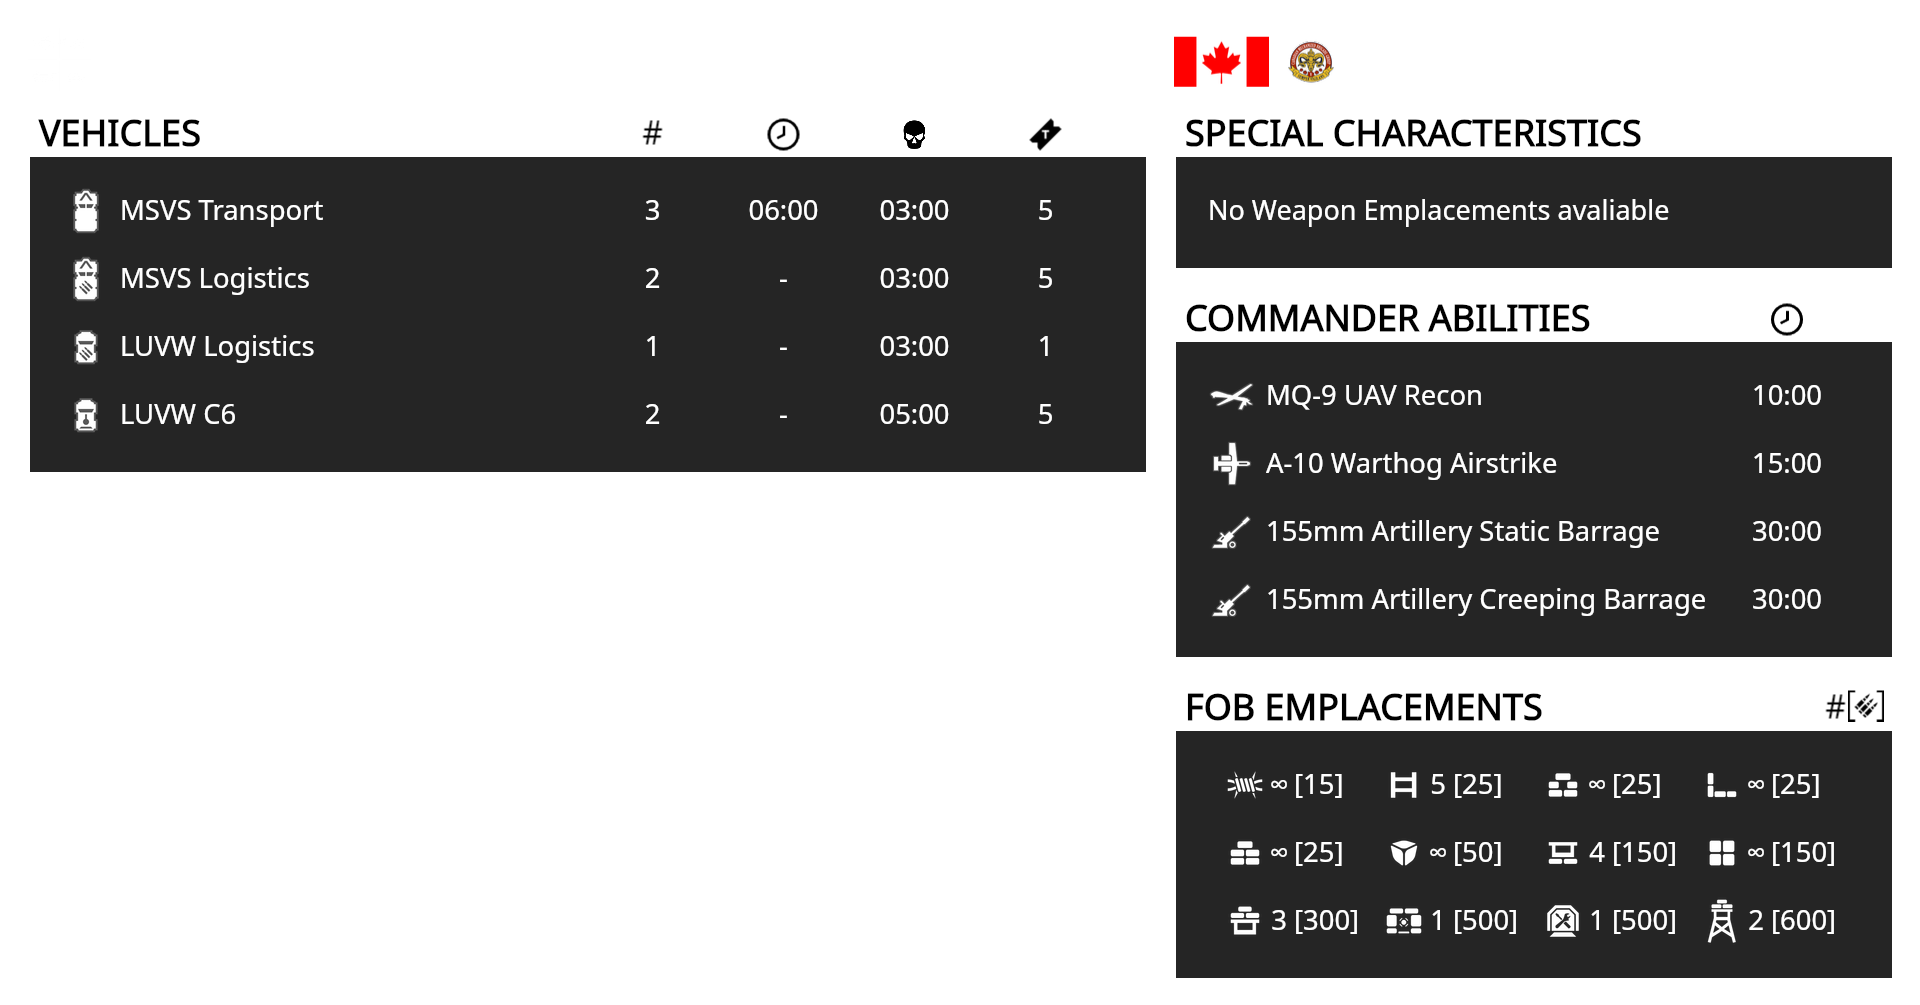 VEHICLES #
MSVS Transport 3 06:00 03:00 5
MSVS Logistics 2 - 03:00 5
LUVW Logistics 1 - 03:00 1
LUVW C6 2 - 05:00 5
SPECIAL CHARACTERISTICS
No Weapon Emplacements avaliable
COMMANDER ABILITIES
MQ-9 UAV Recon 10:00
A-10 Warthog Airstrike 15:00
155mm Artillery Static Barrage 30:00
155mm Artillery Creeping Barrage 30:00
FOB EMPLACEMENTS #[]
∞ [15] 5 [25] ∞ [25] ∞ [25]
∞ [25] ∞ [50] 4 [150] ∞ [150]
3 [300] 1 [500] 1 [500] 2 [600]